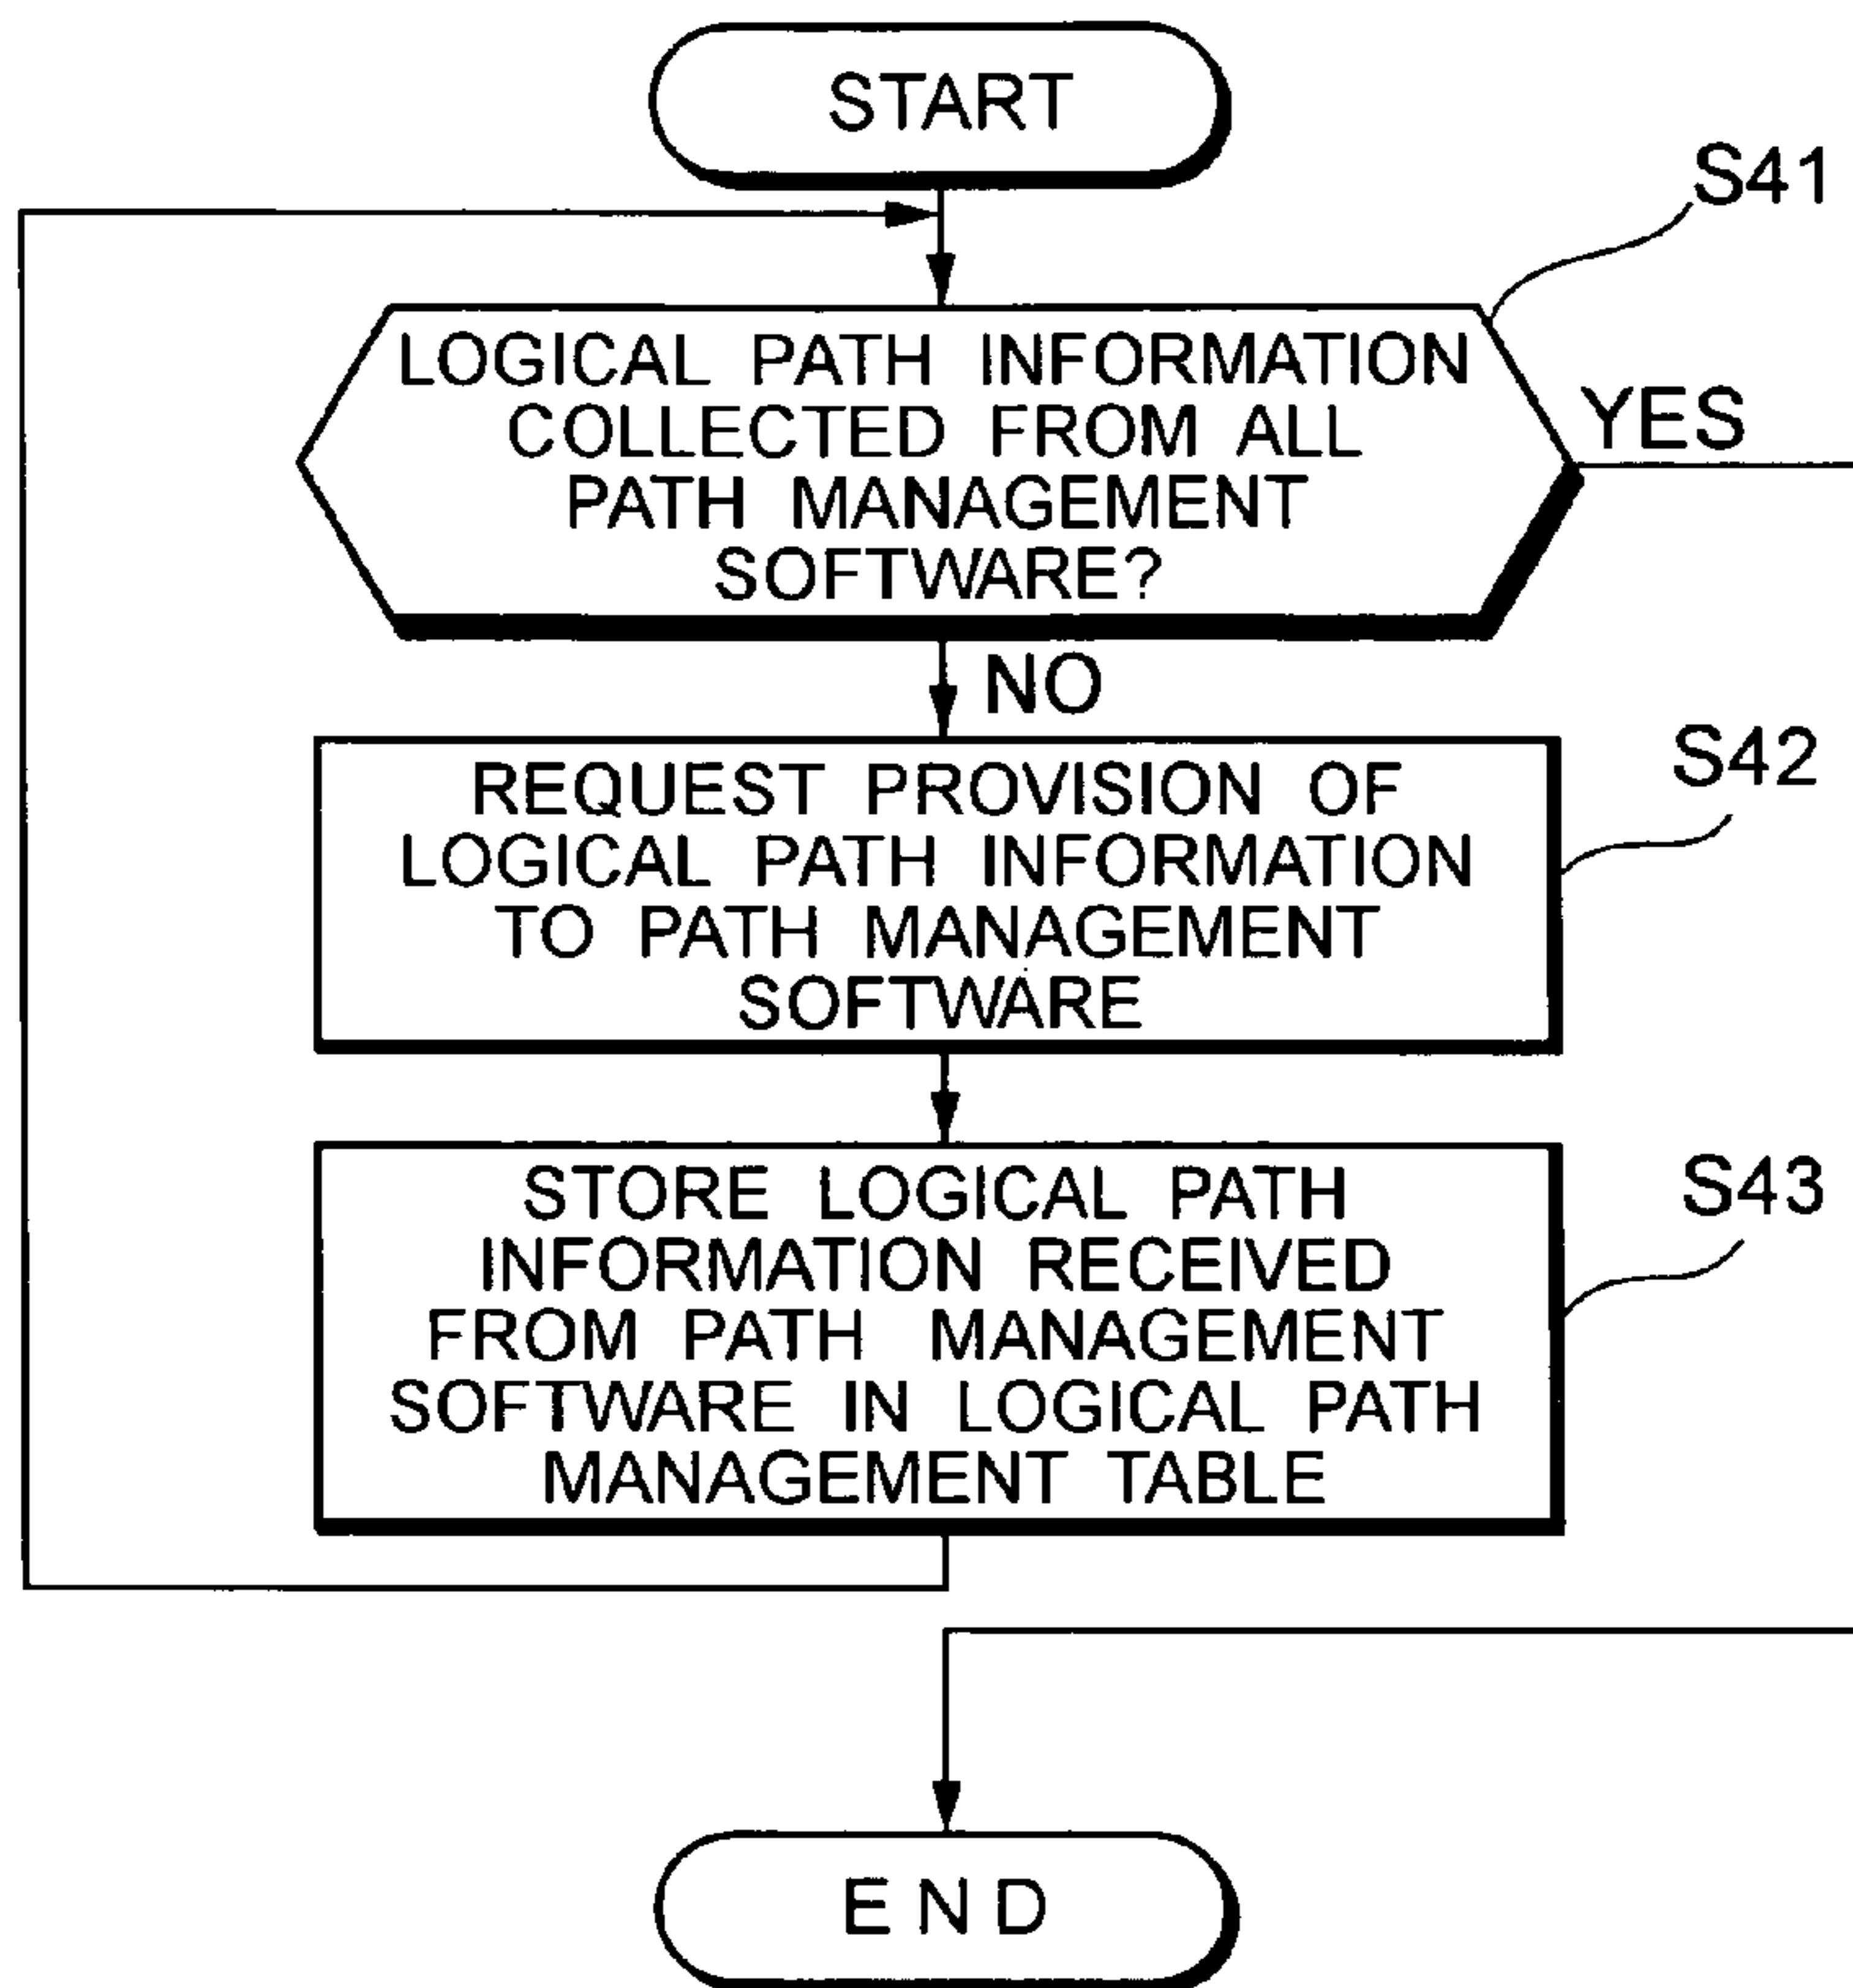 START
S41
LOGICAL PATH INFORMATION
COLLECTED FROM ALL
PATH MANAGEMENT
SOFTWARE?
YES
NO
S42
REQUEST PROVISION OF
LOGICAL PATH INFORMATION
TO PATH MANAGEMENT
SOFTWARE
S43
STORE LOGICAL PATH
INFORMATION RECEIVED
FROM PATH MANAGEMENT
SOFTWARE IN LOGICAL PATH
MANAGEMENT TABLE
END